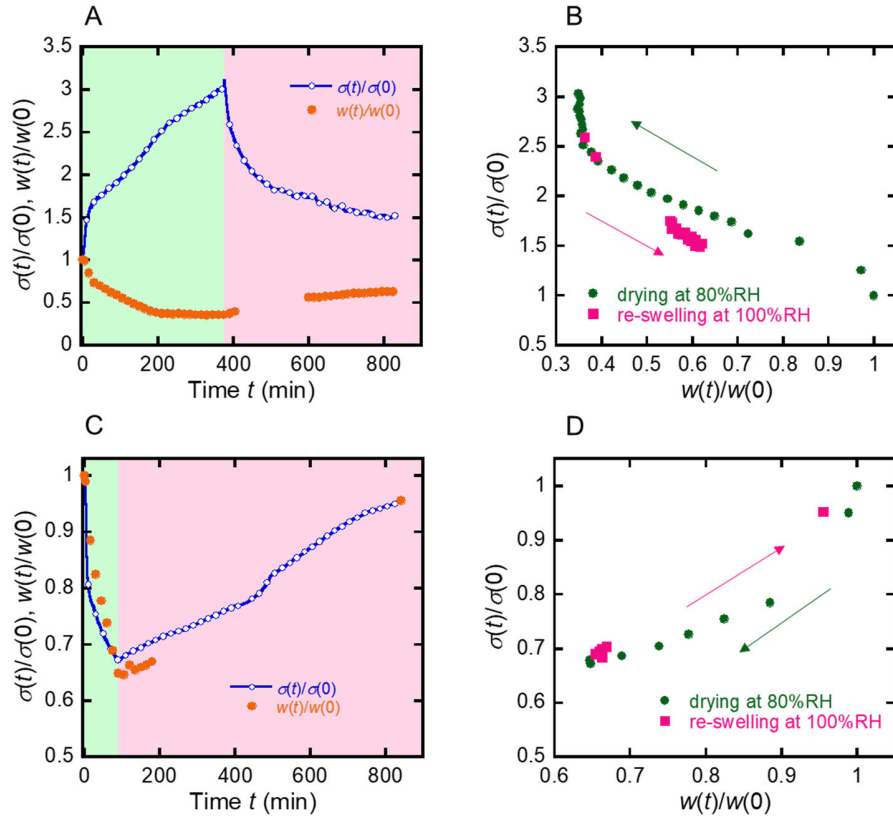 A
σ(t)/σ(0), w(t)/w(0)
3.5
3
2.5
2
1.5
1
0.5
0
σ(t)/σ(0)
w(t)/w(0)
0 200 400 600 800
Time t (min)
B
σ(t)/σ(0)
3.5
3
2.5
2
1.5
1
0.5
drying at 80%RH
re-swelling at 100%RH
0.3 0.4 0.5 0.6 0.7 0.8 0.9 1
w(t)/w(0)
C
σ(t)/σ(0), w(t)/w(0)
1
0.9
0.8
0.7
0.6
0.5
σ(t)/σ(0)
w(t)/w(0)
0 200 400 600 800
Time t (min)
D
σ(t)/σ(0)
1
0.9
0.8
0.7
0.6
0.5
drying at 80%RH
re-swelling at 100%RH
0.6 0.7 0.8 0.9 1
w(t)/w(0)